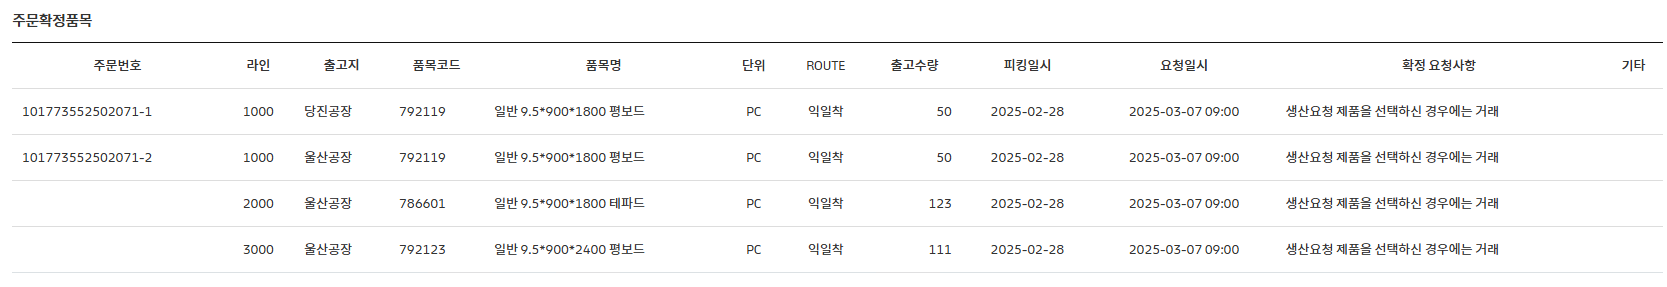 주문확정품목
주문번호 라인 출고지 품목코드 품목명 단위 ROUTE 출고수량 피킹일시 요청일시 확정 요청사항 기타
101773552502071-1 1000 당진공장 792119 일반 9.5*900*1800 평보드 PC 익일착 50 2025-02-28 2025-03-07 09:00 생산요청 제품을 선택하신 경우에는 거래
101773552502071-2 1000 울산공장 792119 일반 9.5*900*1800 평보드 PC 익일착 50 2025-02-28 2025-03-07 09:00 생산요청 제품을 선택하신 경우에는 거래
2000 울산공장 786601 일반 9.5*900*1800 테파드 PC 익일착 123 2025-02-28 2025-03-07 09:00 생산요청 제품을 선택하신 경우에는 거래
3000 울산공장 792123 일반 9.5*900*2400 평보드 PC 익일착 111 2025-02-28 2025-03-07 09:00 생산요청 제품을 선택하신 경우에는 거래